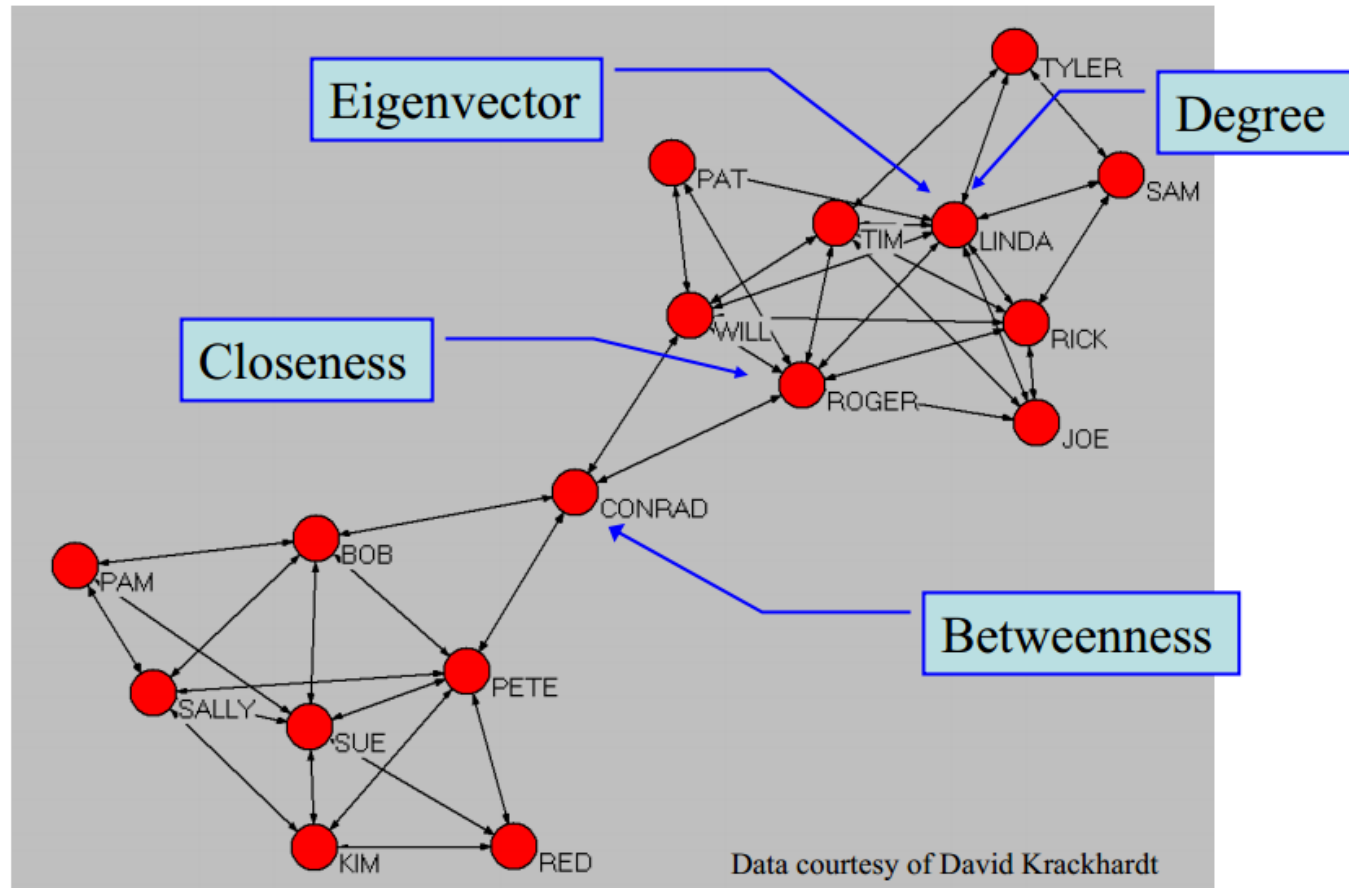 TYLER
Eigenvector
Degree
PAT
SAM
TIM
LINDA
WILL
RICK
Closeness
ROGER
JOE
CONRAD
BOB
PAM
Betweenness
PETE
SALLY
SUE
KIM
RED
Data courtesy of David Krackhardt